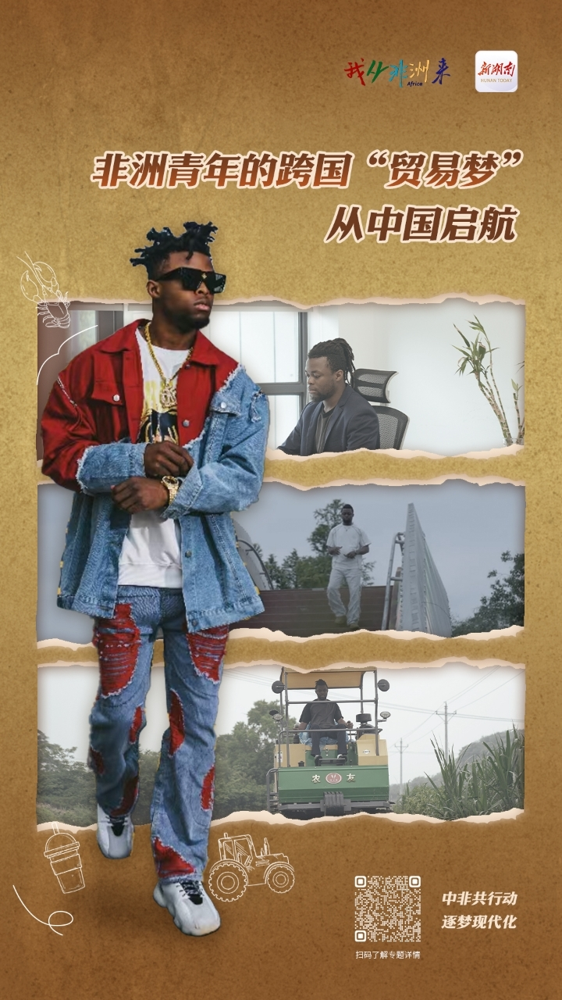 我从非洲来
Africa
新湖南
HUNAN TODAY
非洲青年的跨国“贸易梦”
从中国启航
农 友
中非共行动
逐梦现代化
扫码了解专题详情